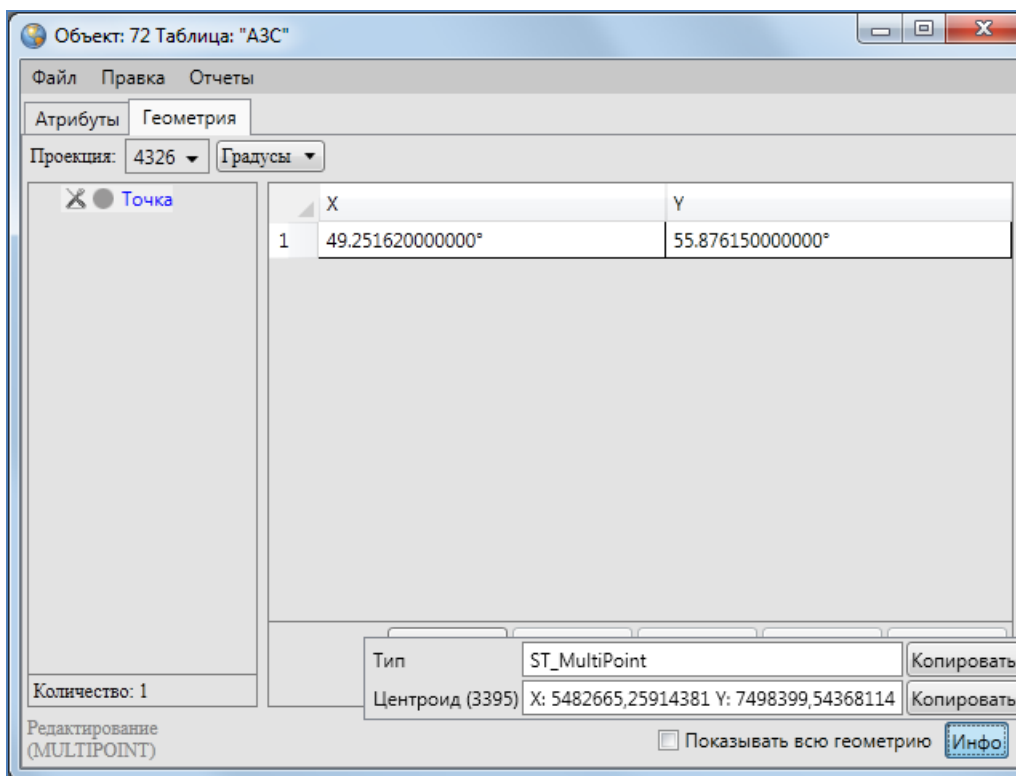 Объект: 72 Таблица: "АЗС"
Файл Правка Отчеты
Атрибуты Геометрия
Проекция: 4326 Градусы
Точка
X Y
1 49.251620000000° 55.876150000000°
Тип ST_MultiPoint Копировать
Количество: 1
Центроид (3395) X: 5482665,25914381 Y: 7498399,54368114 Копировать
Редактирование
(MULTIPOINT)
Показывать всю геометрию Инфо